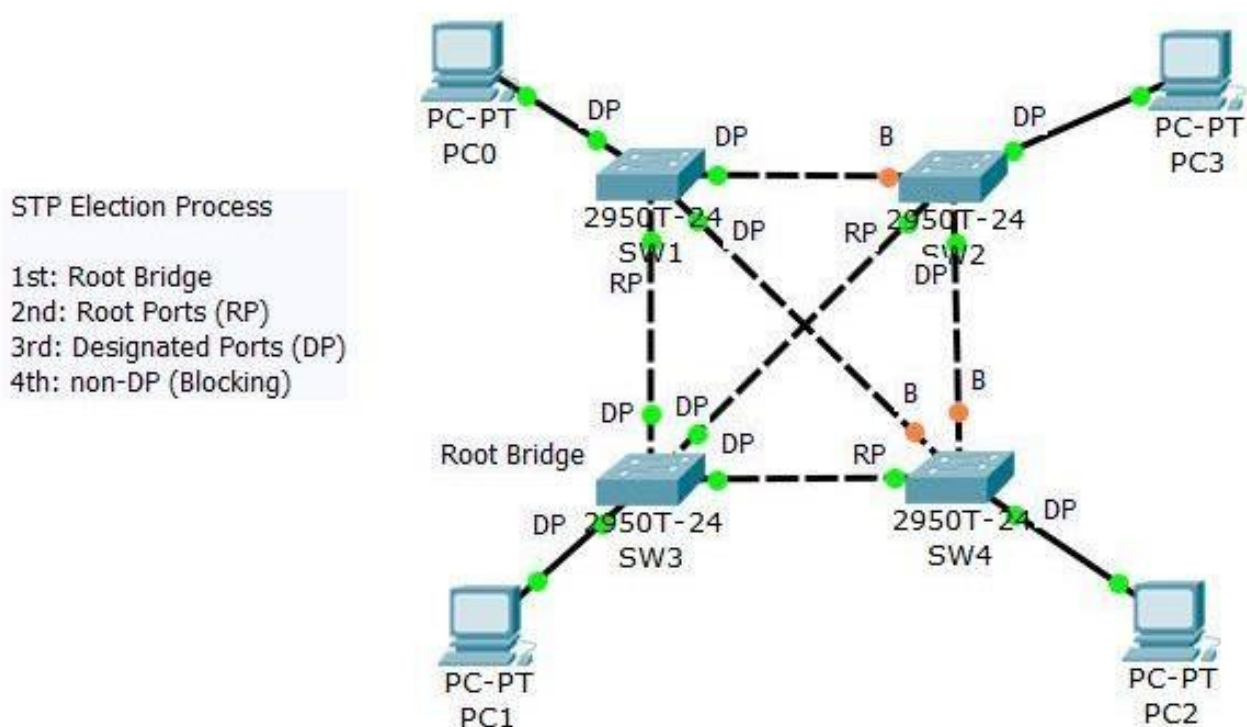 STP Election Process
1st: Root Bridge
2nd: Root Ports (RP)
3rd: Designated Ports (DP)
4th: non-DP (Blocking)
PC-PT
PC0
DP
DP
B
DP
PC-PT
PC3
2950T-24
SW1
DP
RP
RP
2950T-24
SW2
DP
DP
DP
DP
B
B
Root Bridge
RP
DP
2950T-24
SW3
2950T-24
SW4
DP
PC-PT
PC1
PC-PT
PC2